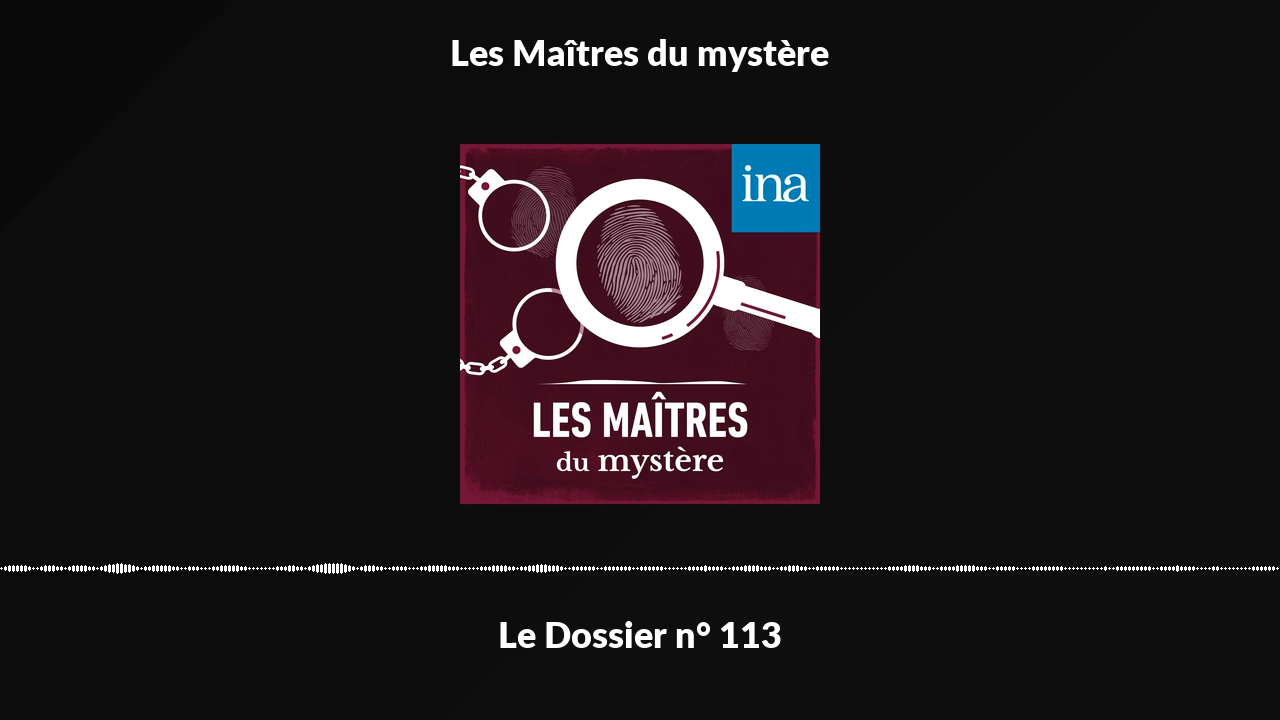 Les Maîtres du mystère
ina
LES MAÎTRES
du mystère
Le Dossier n° 113